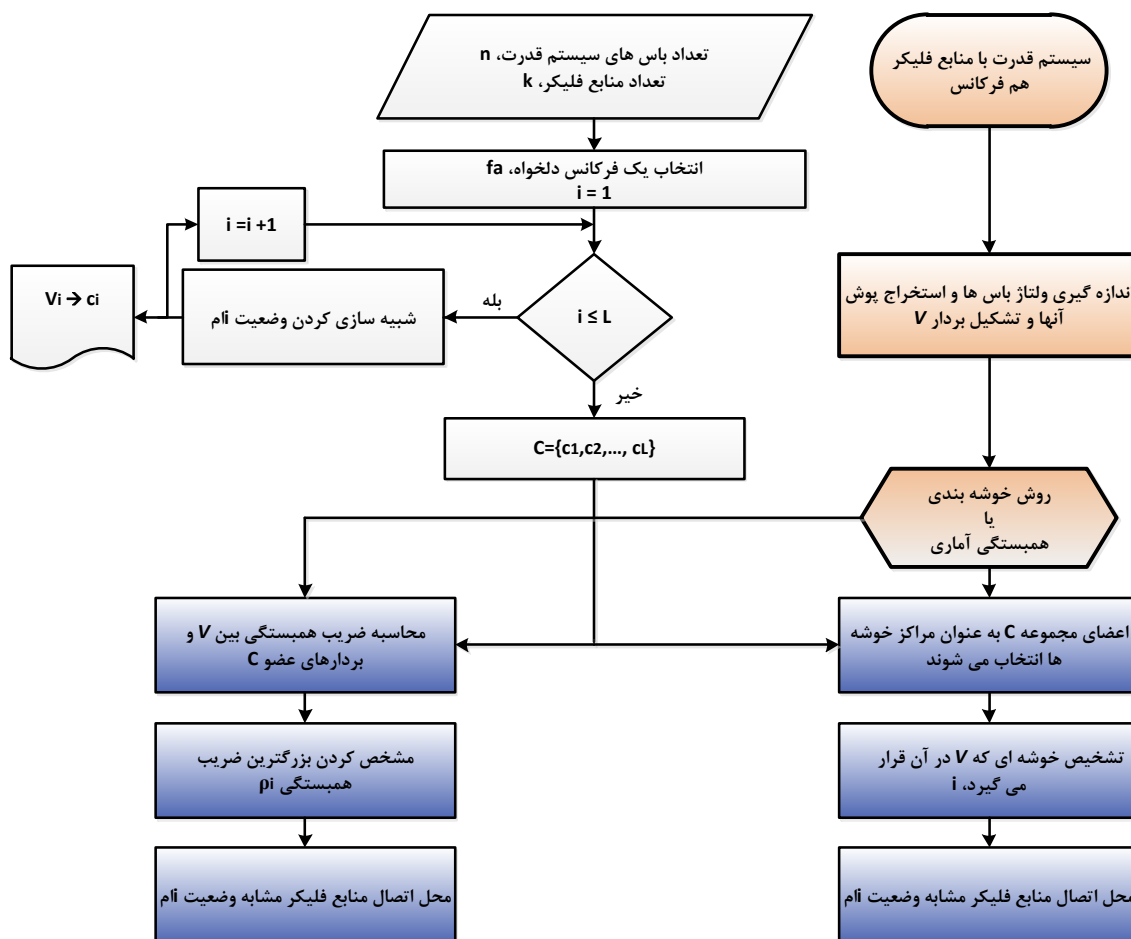 تعداد باس های سیستم قدرت، n
تعداد منابع فلیکر، k
سیستم قدرت با منابع فلیکر
هم فرکانس
انتخاب یک فرکانس دلخواه، fa
i = 1
i =i +1
Vi → ci
شبیه سازی کردن وضعیت iام
بله
i ≤ L
خیر
اندازه گیری ولتاژ باس ها و استخراج پوش
آنها و تشکیل بردار V
C={c1,c2,..., cL}
روش خوشه بندی
یا
همبستگی آماری
محاسبه ضریب همبستگی بین V و
بردارهای عضو C
اعضای مجموعه C به عنوان مراکز خوشه
ها انتخاب می شوند
مشخص کردن بزرگترین ضریب
همبستگی ρi
تشخیص خوشه ای که V در آن قرار
می گیرد، i
محل اتصال منابع فلیکر مشابه وضعیت iام
محل اتصال منابع فلیکر مشابه وضعیت iام